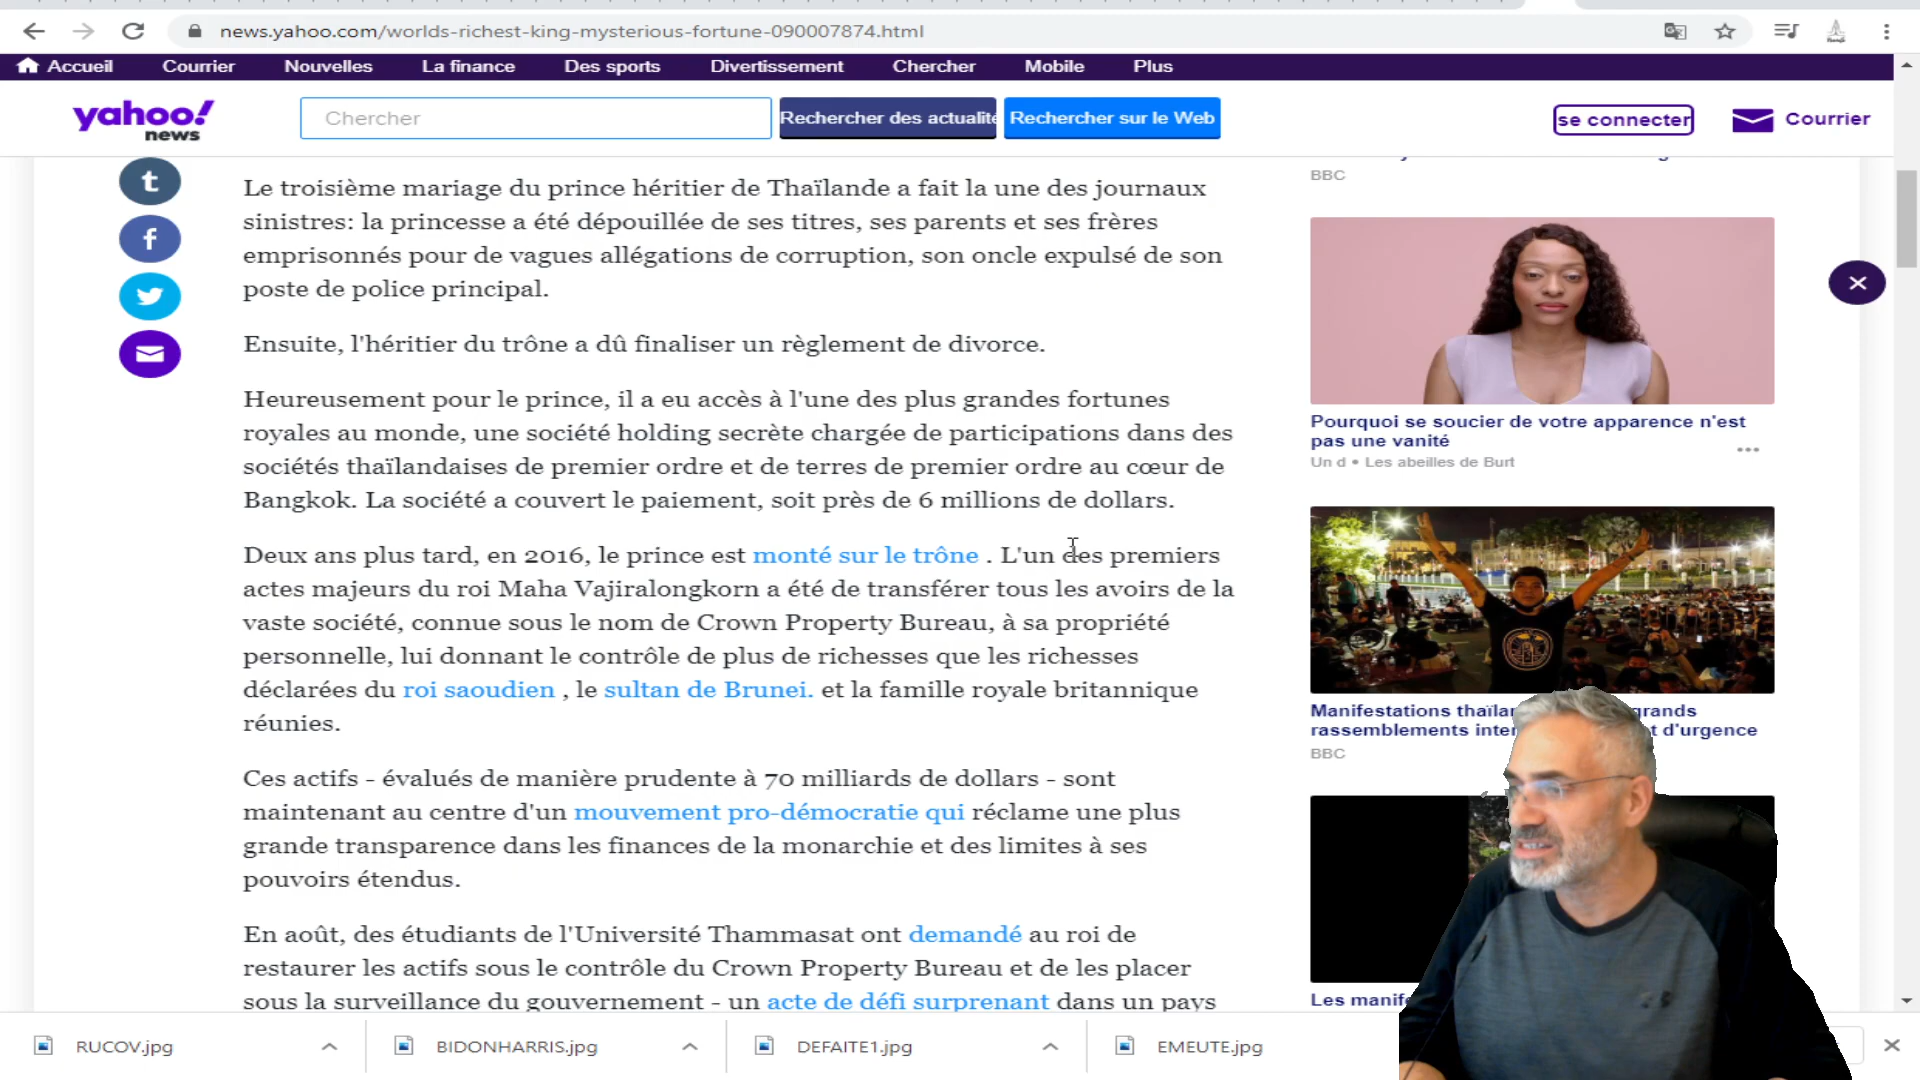 news.yahoo.com/worlds-richest-king-mysterious-fortune-090007874.html
Accueil Courrier Nouvelles La finance Des sports Divertissement Chercher Mobile Plus
yahoo!
news
Chercher
Rechercher des actualité
Rechercher sur le Web
se connecter
Courrier
Le troisième mariage du prince héritier de Thaïlande a fait la une des journaux
sinistres: la princesse a été dépouillée de ses titres, ses parents et ses frères
emprisonnés pour de vagues allégations de corruption, son oncle expulsé de son
poste de police principal.
Ensuite, l'héritier du trône a dû finaliser un règlement de divorce.
Heureusement pour le prince, il a eu accès à l'une des plus grandes fortunes
royales au monde, une société holding secrète chargée de participations dans des
sociétés thaïlandaises de premier ordre et de terres de premier ordre au cœur de
Bangkok. La société a couvert le paiement, soit près de 6 millions de dollars.
Deux ans plus tard, en 2016, le prince est monté sur le trône . L'un des premiers
actes majeurs du roi Maha Vajiralongkorn a été de transférer tous les avoirs de la
vaste société, connue sous le nom de Crown Property Bureau, à sa propriété
personnelle, lui donnant le contrôle de plus de richesses que les richesses
déclarées du roi saoudien , le sultan de Brunei. et la famille royale britannique
réunies.
Ces actifs - évalués de manière prudente à 70 milliards de dollars - sont
maintenant au centre d'un mouvement pro-démocratie qui réclame une plus
grande transparence dans les finances de la monarchie et des limites à ses
pouvoirs étendus.
En août, des étudiants de l'Université Thammasat ont demandé au roi de
restaurer les actifs sous le contrôle du Crown Property Bureau et de les placer
sous la surveillance du gouvernement - un acte de défi surprenant dans un pays
BBC
Pourquoi se soucier de votre apparence n'est
pas une vanité
Un d • Les abeilles de Burt
Manifestations thaïlan grands
rassemblements inter t d'urgence
BBC
Les manif
RUCOV.jpg
BIDONHARRIS.jpg
DEFAITE1.jpg
EMEUTE.jpg